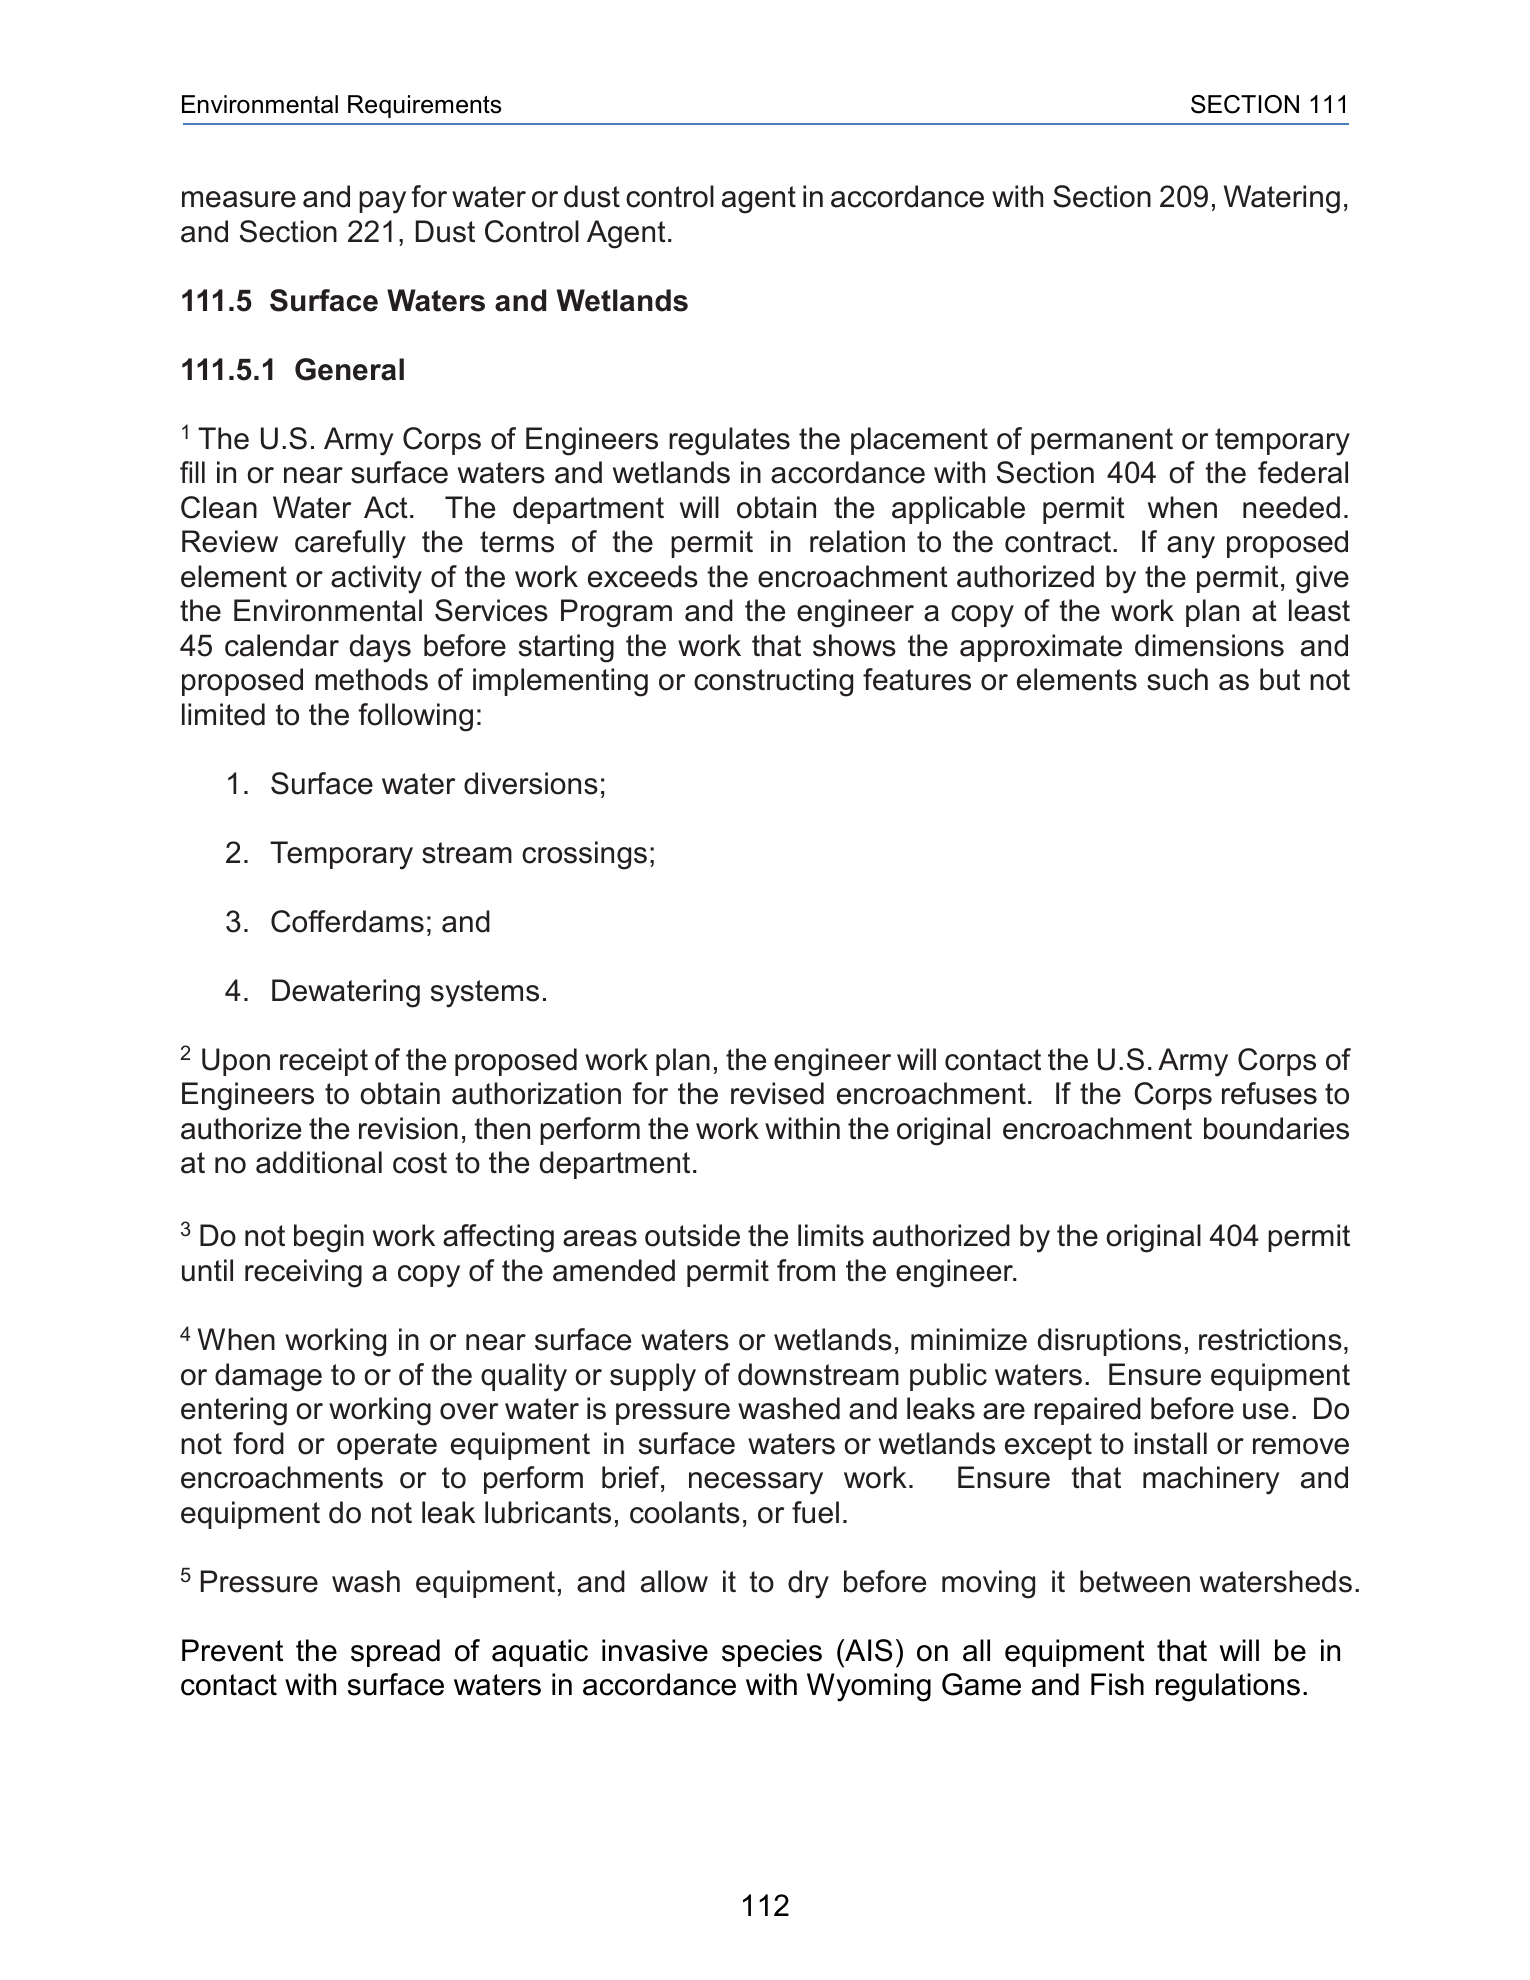 Environmental Requirements SECTION 111
measure and pay for water or dust control agent in accordance with Section 209, Watering,
and Section 221, Dust Control Agent.
111.5 Surface Waters and Wetlands
111.5.1 General
1 The U.S. Army Corps of Engineers regulates the placement of permanent or temporary
fill in or near surface waters and wetlands in accordance with Section 404 of the federal
Clean Water Act. The department will obtain the applicable permit when needed.
Review carefully the terms of the permit in relation to the contract. If any proposed
element or activity of the work exceeds the encroachment authorized by the permit, give
the Environmental Services Program and the engineer a copy of the work plan at least
45 calendar days before starting the work that shows the approximate dimensions and
proposed methods of implementing or constructing features or elements such as but not
limited to the following:
1. Surface water diversions;
2. Temporary stream crossings;
3. Cofferdams; and
4. Dewatering systems.
2 Upon receipt of the proposed work plan, the engineer will contact the U.S. Army Corps of
Engineers to obtain authorization for the revised encroachment. If the Corps refuses to
authorize the revision, then perform the work within the original encroachment boundaries
at no additional cost to the department.
3 Do not begin work affecting areas outside the limits authorized by the original 404 permit
until receiving a copy of the amended permit from the engineer.
4 When working in or near surface waters or wetlands, minimize disruptions, restrictions,
or damage to or of the quality or supply of downstream public waters. Ensure equipment
entering or working over water is pressure washed and leaks are repaired before use. Do
not ford or operate equipment in surface waters or wetlands except to install or remove
encroachments or to perform brief, necessary work. Ensure that machinery and
equipment do not leak lubricants, coolants, or fuel.
5 Pressure wash equipment, and allow it to dry before moving it between watersheds.
Prevent the spread of aquatic invasive species (AIS) on all equipment that will be in
contact with surface waters in accordance with Wyoming Game and Fish regulations.
112